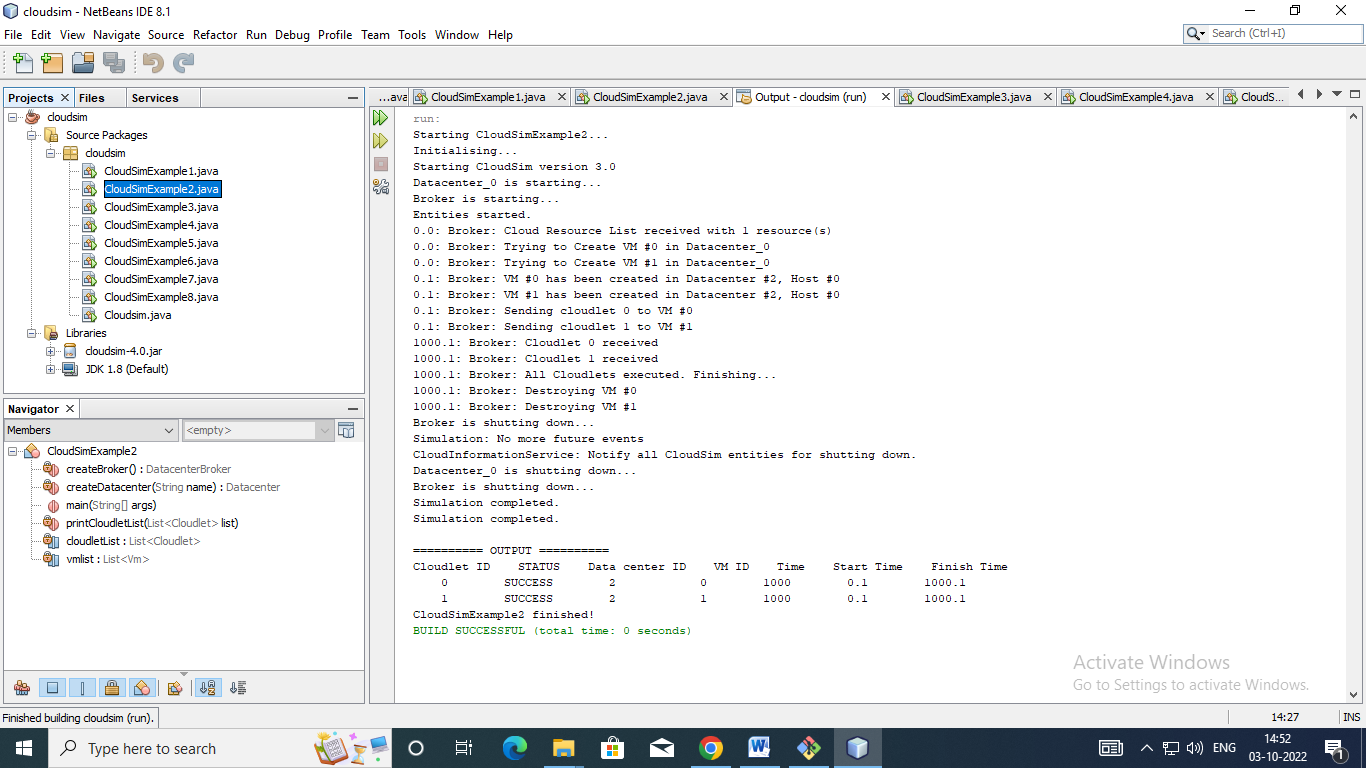 cloudsim - NetBeans IDE 8.1
File Edit View Navigate Source Refactor Run Debug Profile Team Tools Window Help
Search (Ctrl+I)
Projects Files Services
cloudsim
Source Packages
cloudsim
CloudSimExample1.java
CloudSimExample2.java
CloudSimExample3.java
CloudSimExample4.java
CloudSimExample5.java
CloudSimExample6.java
CloudSimExample7.java
CloudSimExample8.java
Cloudsim.java
Libraries
cloudsim-4.0.jar
JDK 1.8 (Default)
Navigator
Members
<empty>
CloudSimExample2
createBroker() : DatacenterBroker
createDatacenter(String name) : Datacenter
main(String[] args)
printCloudletList(List<Cloudlet> list)
cloudletList : List<Cloudlet>
vmlist : List<Vm>
...ava CloudSimExample1.java CloudSimExample2.java Output - cloudsim (run) CloudSimExample3.java CloudSimExample4.java CloudS...
run:
Starting CloudSimExample2...
Initialising...
Starting CloudSim version 3.0
Datacenter_0 is starting...
Broker is starting...
Entities started.
0.0: Broker: Cloud Resource List received with 1 resource(s)
0.0: Broker: Trying to Create VM #0 in Datacenter_0
0.0: Broker: Trying to Create VM #1 in Datacenter_0
0.1: Broker: VM #0 has been created in Datacenter #2, Host #0
0.1: Broker: VM #1 has been created in Datacenter #2, Host #0
0.1: Broker: Sending cloudlet 0 to VM #0
0.1: Broker: Sending cloudlet 1 to VM #1
1000.1: Broker: Cloudlet 0 received
1000.1: Broker: Cloudlet 1 received
1000.1: Broker: All Cloudlets executed. Finishing...
1000.1: Broker: Destroying VM #0
1000.1: Broker: Destroying VM #1
Broker is shutting down...
Simulation: No more future events
CloudInformationService: Notify all CloudSim entities for shutting down.
Datacenter_0 is shutting down...
Broker is shutting down...
Simulation completed.
Simulation completed.
========== OUTPUT ==========
Cloudlet ID STATUS Data center ID VM ID Time Start Time Finish Time
0 SUCCESS 2 0 1000 0.1 1000.1
1 SUCCESS 2 1 1000 0.1 1000.1
CloudSimExample2 finished!
BUILD SUCCESSFUL (total time: 0 seconds)
Activate Windows
Go to Settings to activate Windows.
Finished building cloudsim (run).
14:27 INS
Type here to search
ENG
14:52
03-10-2022
1